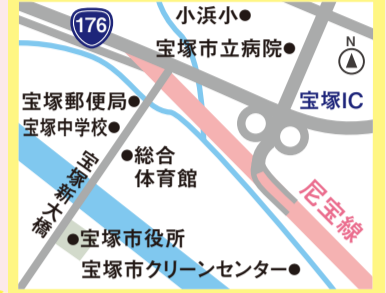 176
小浜小
宝塚市立病院
N
宝塚IC
宝塚郵便局
宝塚中学校
総合
体育館
宝塚新大橋
尼宝線
宝塚市役所
宝塚市クリーンセンター